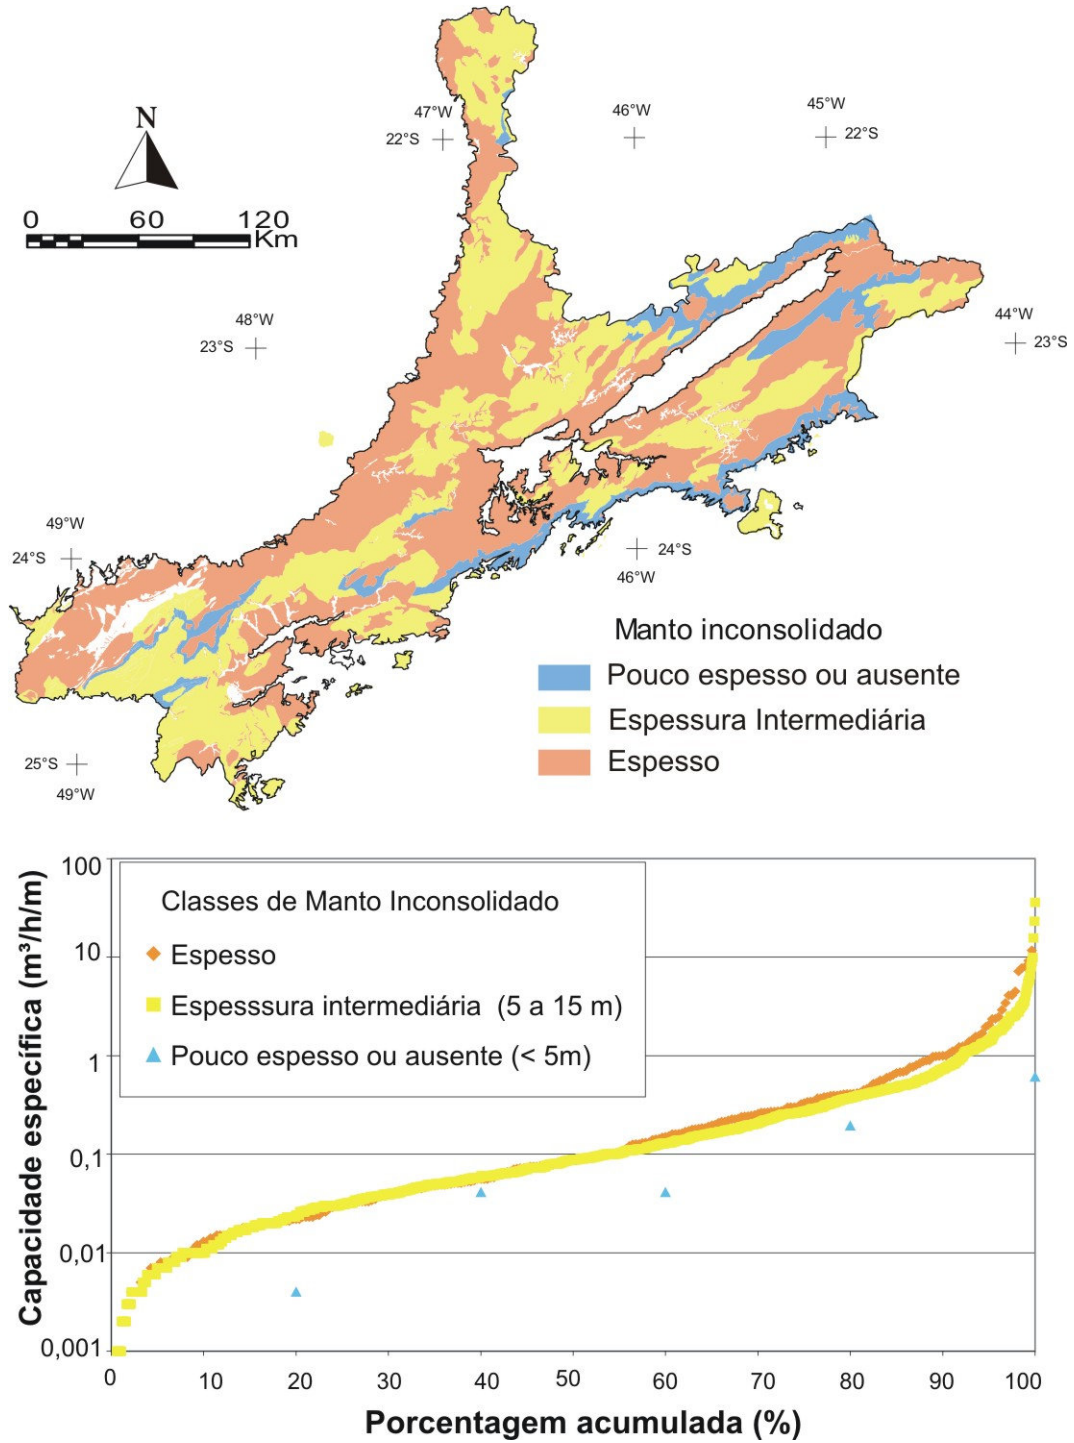 N
0 60 120
Km
47°W
22°S
46°W
45°W
22°S
48°W
23°S
44°W
23°S
49°W
24°S
24°S
46°W
25°S
49°W
Manto inconsolidado
Pouco espesso ou ausente
Espessura Intermediária
Espesso
Capacidade específica (m³/h/m)
100
10
1
0,1
0,01
0,001
Classes de Manto Inconsolidado
Espesso
Espesssura intermediária (5 a 15 m)
Pouco espesso ou ausente (< 5m)
0 10 20 30 40 50 60 70 80 90 100
Porcentagem acumulada (%)